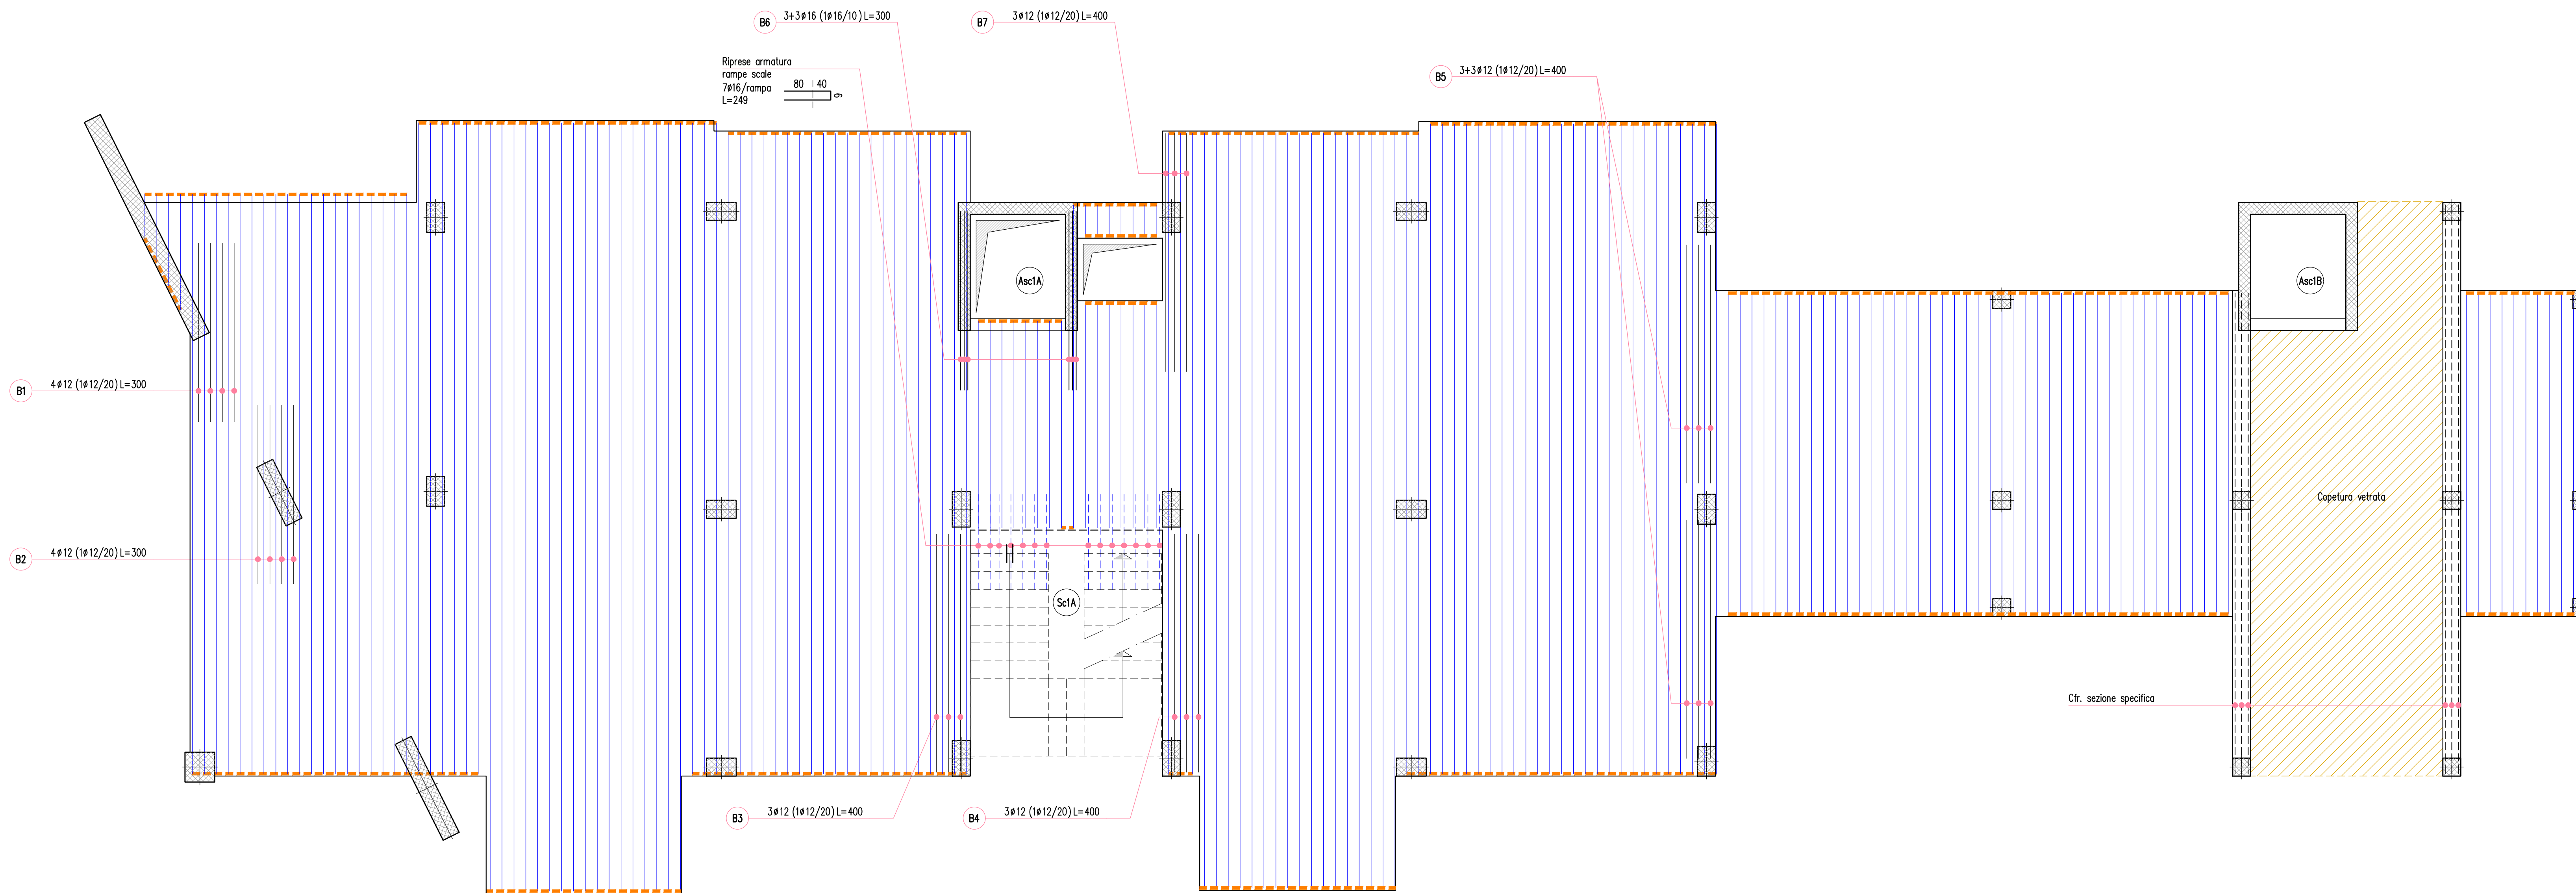 B6
3+3ø16 (1ø16/10) L=300
B7
3ø12 (1ø12/20) L=400
Riprese armatura
rampe scale
7ø16/rampa
L=249
80
40
9
B5
3+3ø12 (1ø12/20) L=400
Asc1A
Asc1B
B1
4ø12 (1ø12/20) L=300
Copetura vetrata
B2
4ø12 (1ø12/20) L=300
Sc1A
Cfr. sezione specifica
B3
3ø12 (1ø12/20) L=400
B4
3ø12 (1ø12/20) L=400